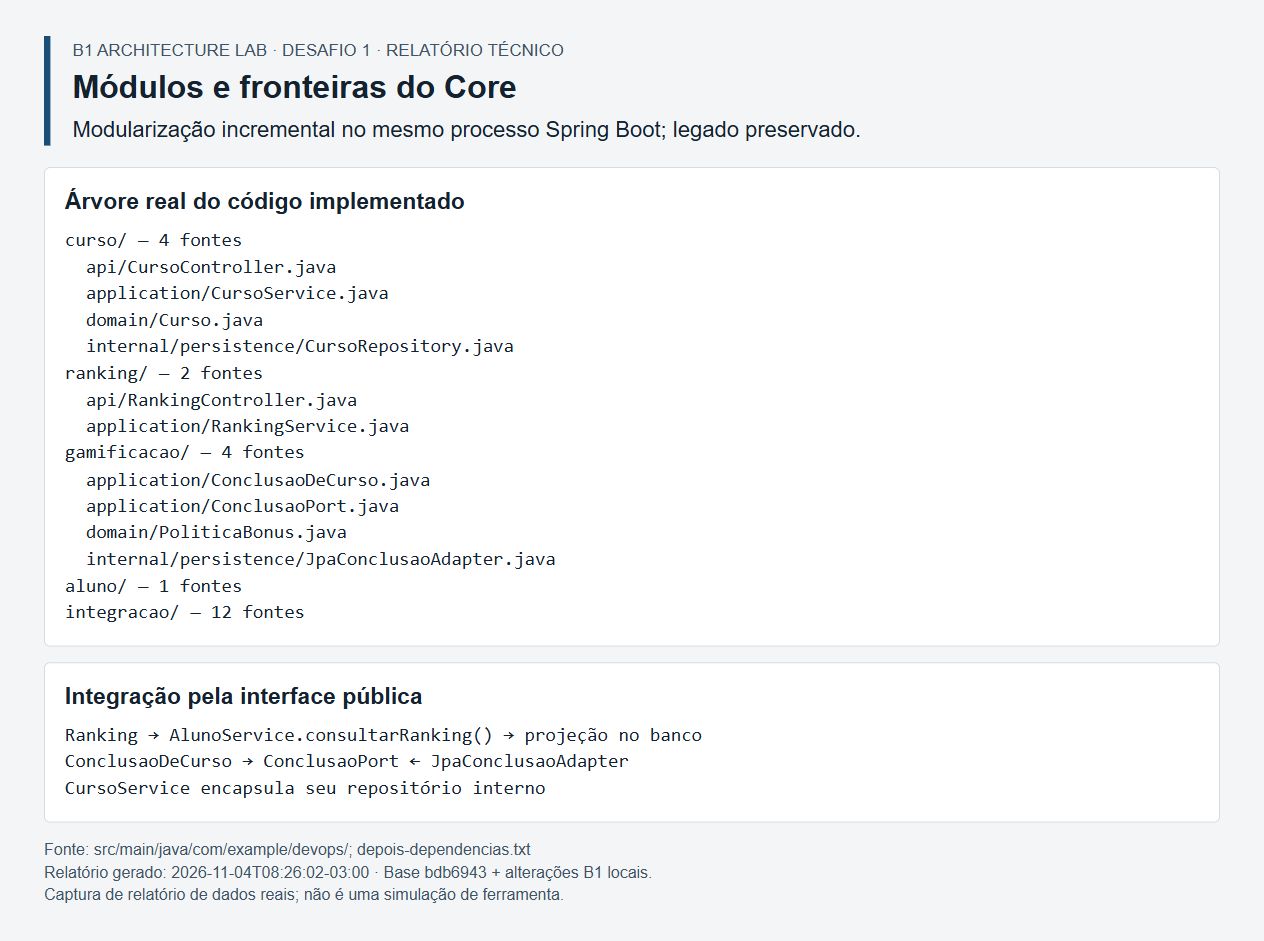 B1 ARCHITECTURE LAB · DESAFIO 1 · RELATÓRIO TÉCNICO
Módulos e fronteiras do Core
Modularização incremental no mesmo processo Spring Boot; legado preservado.
Árvore real do código implementado
curso/ — 4 fontes
  api/CursoController.java
  application/CursoService.java
  domain/Curso.java
  internal/persistence/CursoRepository.java
ranking/ — 2 fontes
  api/RankingController.java
  application/RankingService.java
gamificacao/ — 4 fontes
  application/ConclusaoDeCurso.java
  application/ConclusaoPort.java
  domain/PoliticaBonus.java
  internal/persistence/JpaConclusaoAdapter.java
aluno/ — 1 fontes
integracao/ — 12 fontes
Integração pela interface pública
Ranking → AlunoService.consultarRanking() → projeção no banco
ConclusaoDeCurso → ConclusaoPort ← JpaConclusaoAdapter
CursoService encapsula seu repositório interno
Fonte: src/main/java/com/example/devops/; depois-dependencias.txt
Relatório gerado: 2026-11-04T08:26:02-03:00 · Base bdb6943 + alterações B1 locais.
Captura de relatório de dados reais; não é uma simulação de ferramenta.